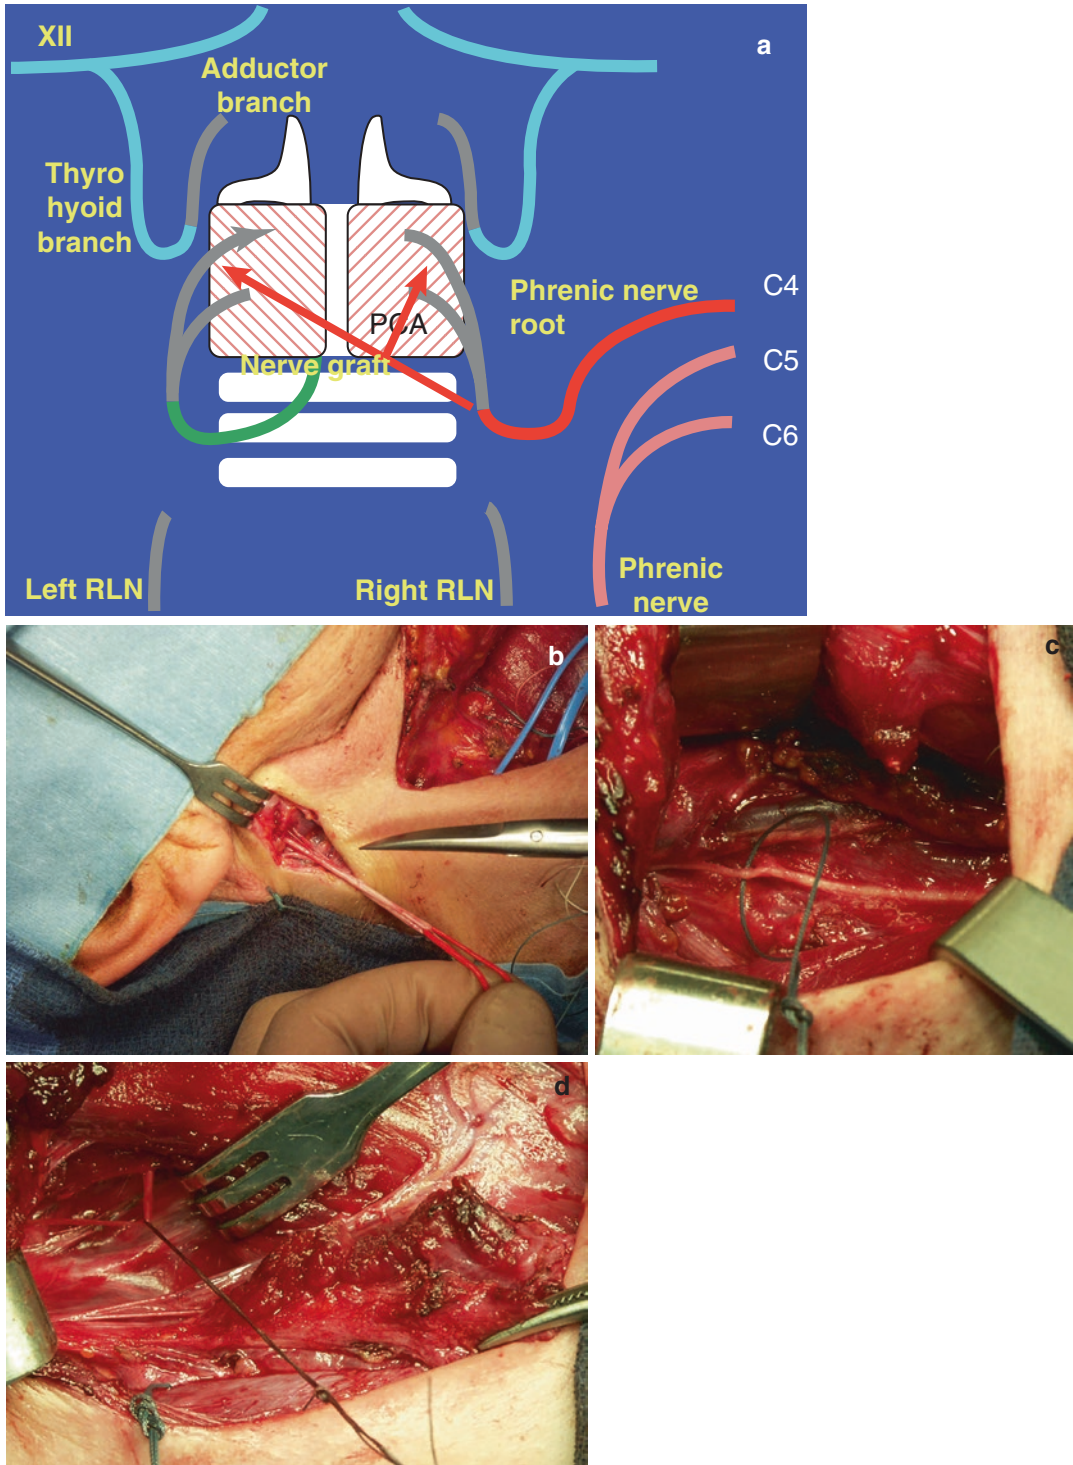 XII
a
Adductor
branch
Thyro
hyoid
branch
Phrenic nerve
root
C4
PCA
Nerve graft
C5
C6
Left RLN
Right RLN
Phrenic
nerve
b
c
d